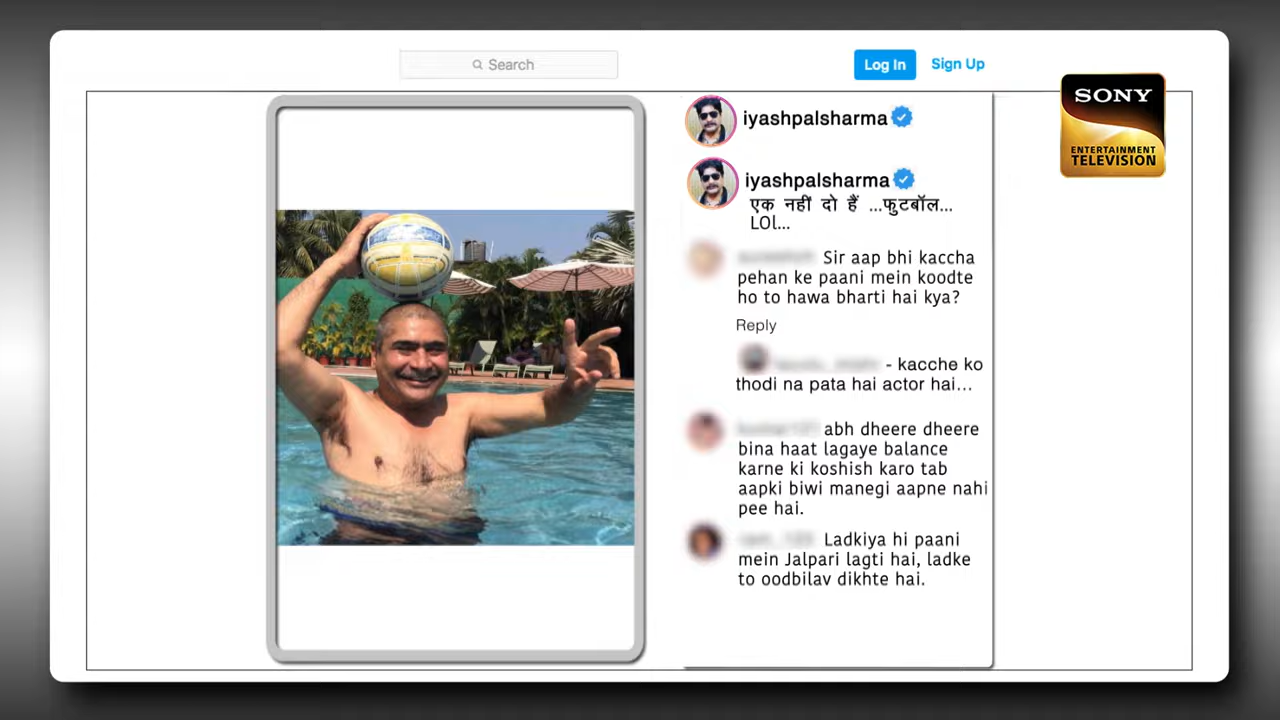 Search
Log In
Sign Up
SONY
ENTERTAINMENT
TELEVISION
iyashpalsharma
iyashpalsharma
एक नहीं दो हैं ...फुटबॉल...
LOl...
Sir aap bhi kaccha
pehan ke paani mein koodte
ho to hawa bharti hai kya?
Reply
- kacche ko
thodi na pata hai actor hai...
abh dheere dheere
bina haat lagaye balance
karne ki koshish karo tab
aapki biwi manegi aapne nahi
pee hai.
Ladkiya hi paani
mein Jalpari lagti hai, ladke
to oodbilav dikhte hai.